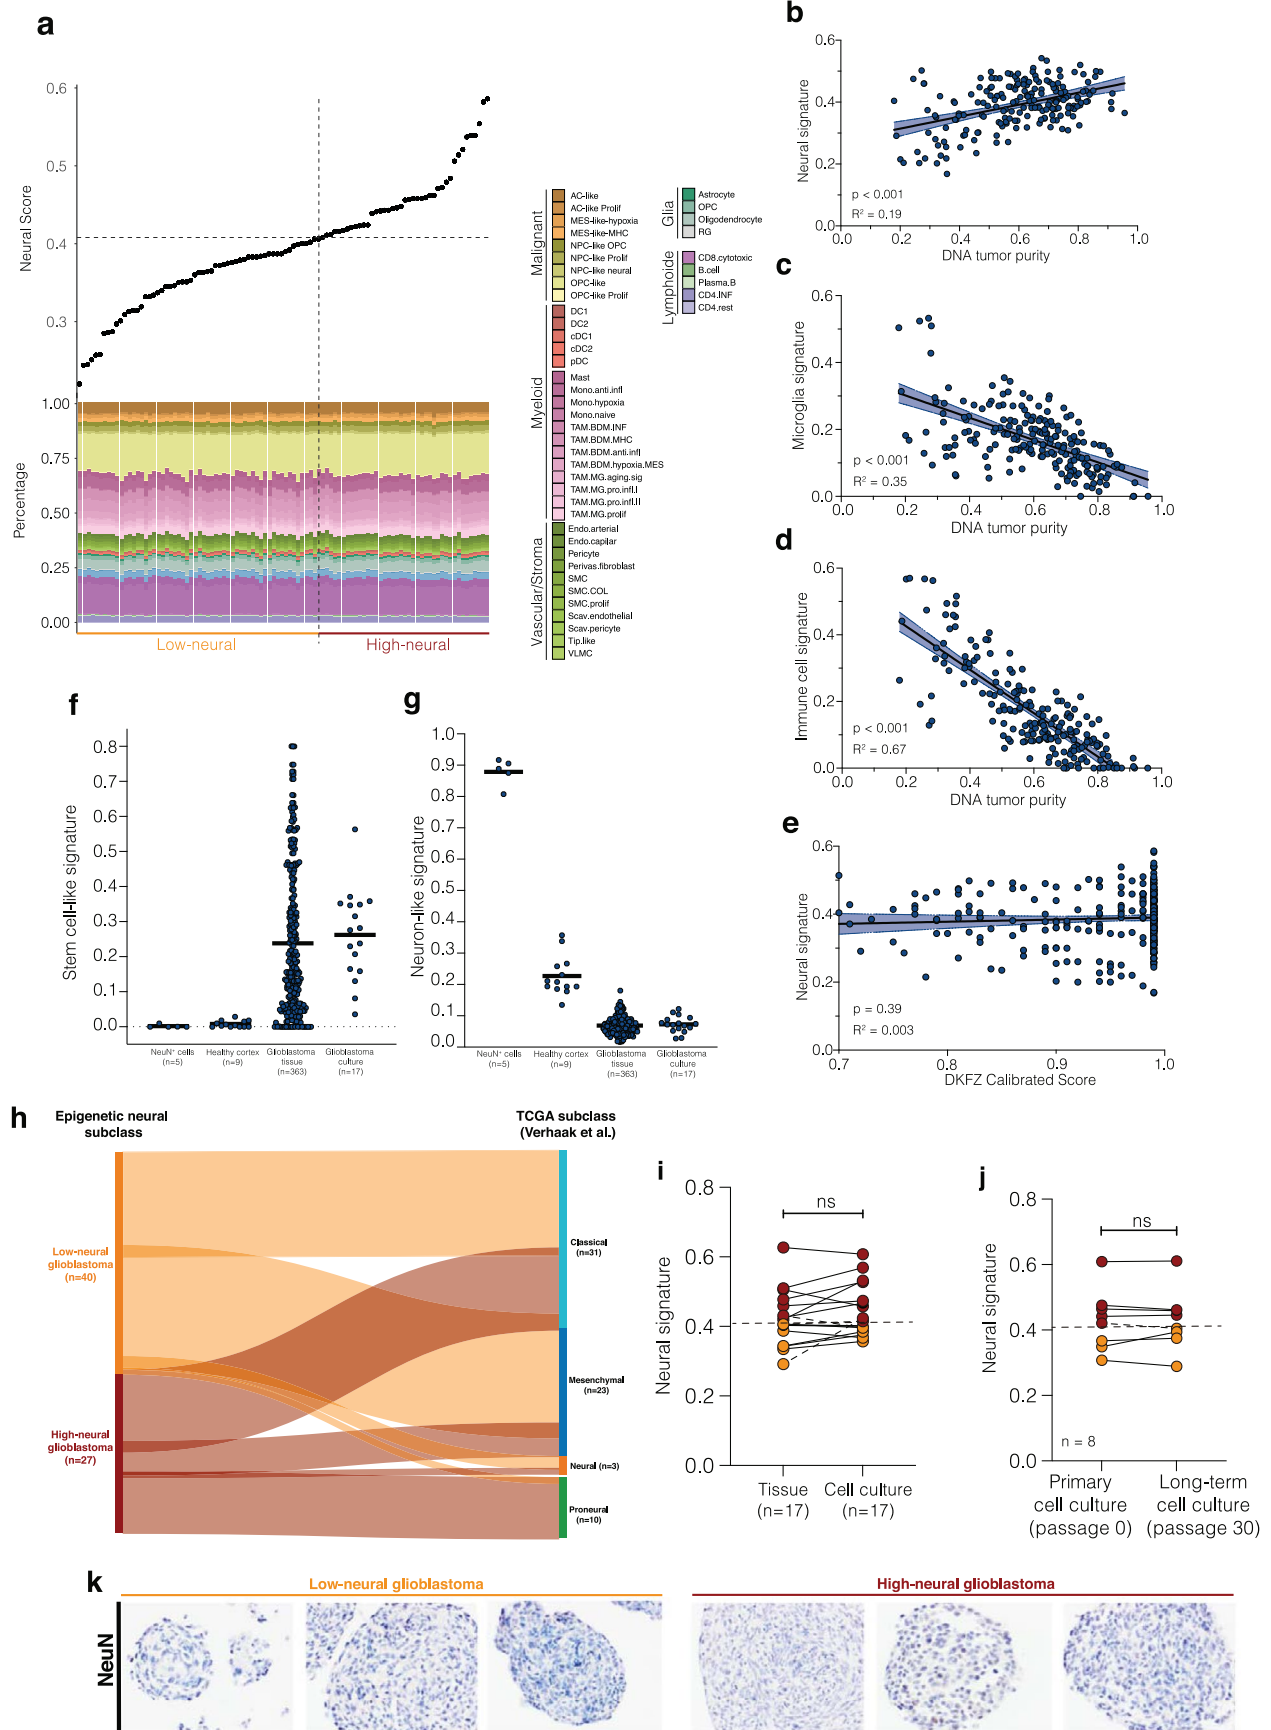 a
0.6
0.5
0.4
0.3
Neural Score
1.00
0.75
0.50
0.25
0.00
Percentage
Low-neural
High-neural
Malignant
AC-like
AC-like Prolif
MES-like-hypoxia
MES-like-MHC
NPC-like OPC
NPC-like Prolif
NPC-like neural
OPC-like
OPC-like Prolif
DC1
DC2
cDC1
cDC2
pDC
Myeloid
Mast
Mono.anti.infl
Mono.hypoxia
Mono.naive
TAM.BDM.INF
TAM.BDM.MHC
TAM.BDM.anti.infl
TAM.BDM.hypoxia.MES
TAM.MG.aging.sig
TAM.MG.pro.infl.I
TAM.MG.pro.infl.II
TAM.MG.prolif
Vascular/Stroma
Endo.arterial
Endo.capilar
Pericyte
Perivas.fibroblast
SMC
SMC.COL
SMC.prolif
Scav.endothelial
Scav.pericyte
Tip.like
VLMC
Glia
Astrocyte
OPC
Oligodendrocyte
RG
Lymphoide
CD8.cytotoxic
B.cell
Plasma.B
CD4.INF
CD4.rest
b
0.6
0.4
0.2
0.0
Neural signature
p < 0,001
R² = 0.19
0.0 0.2 0.4 0.6 0.8 1.0
DNA tumor purity
c
0.6
0.4
0.2
0.0
Microglia signature
p < 0.001
R² = 0.35
0.0 0.2 0.4 0.6 0.8 1.0
DNA tumor purity
d
0.6
0.4
0.2
0.0
Immune cell signature
p < 0.001
R² = 0.67
0.0 0.2 0.4 0.6 0.8 1.0
DNA tumor purity
e
0.6
0.4
0.2
0.0
Neural signature
p = 0.39
R² = 0.003
0.7 0.8 0.9 1.0
DKFZ Calibrated Score
f
0.8
0.7
0.6
0.5
0.4
0.3
0.2
0.1
0.0
Stem cell-like signature
NeuN⁺ cells
(n=5)
Healthy cortex
(n=9)
Glioblastoma
tissue
(n=363)
Glioblastoma
culture
(n=17)
g
1.0
0.9
0.8
0.7
0.6
0.5
0.4
0.3
0.2
0.1
0.0
Neuron-like signature
NeuN⁺ cells
(n=5)
Healthy cortex
(n=9)
Glioblastoma
tissue
(n=363)
Glioblastoma
culture
(n=17)
h
Epigenetic neural
subclass
TCGA subclass
(Verhaak et al.)
Low-neural
glioblastoma
(n=40)
High-neural
glioblastoma
(n=27)
Classical
(n=31)
Mesenchymal
(n=23)
Neural (n=3)
Proneural
(n=10)
i
0.8
0.6
0.4
0.2
0.0
Neural signature
ns
Tissue
(n=17)
Cell culture
(n=17)
j
0.8
0.6
0.4
0.2
0.0
Neural signature
ns
n = 8
Primary
cell culture
(passage 0)
Long-term
cell culture
(passage 30)
k
Low-neural glioblastoma
High-neural glioblastoma
NeuN